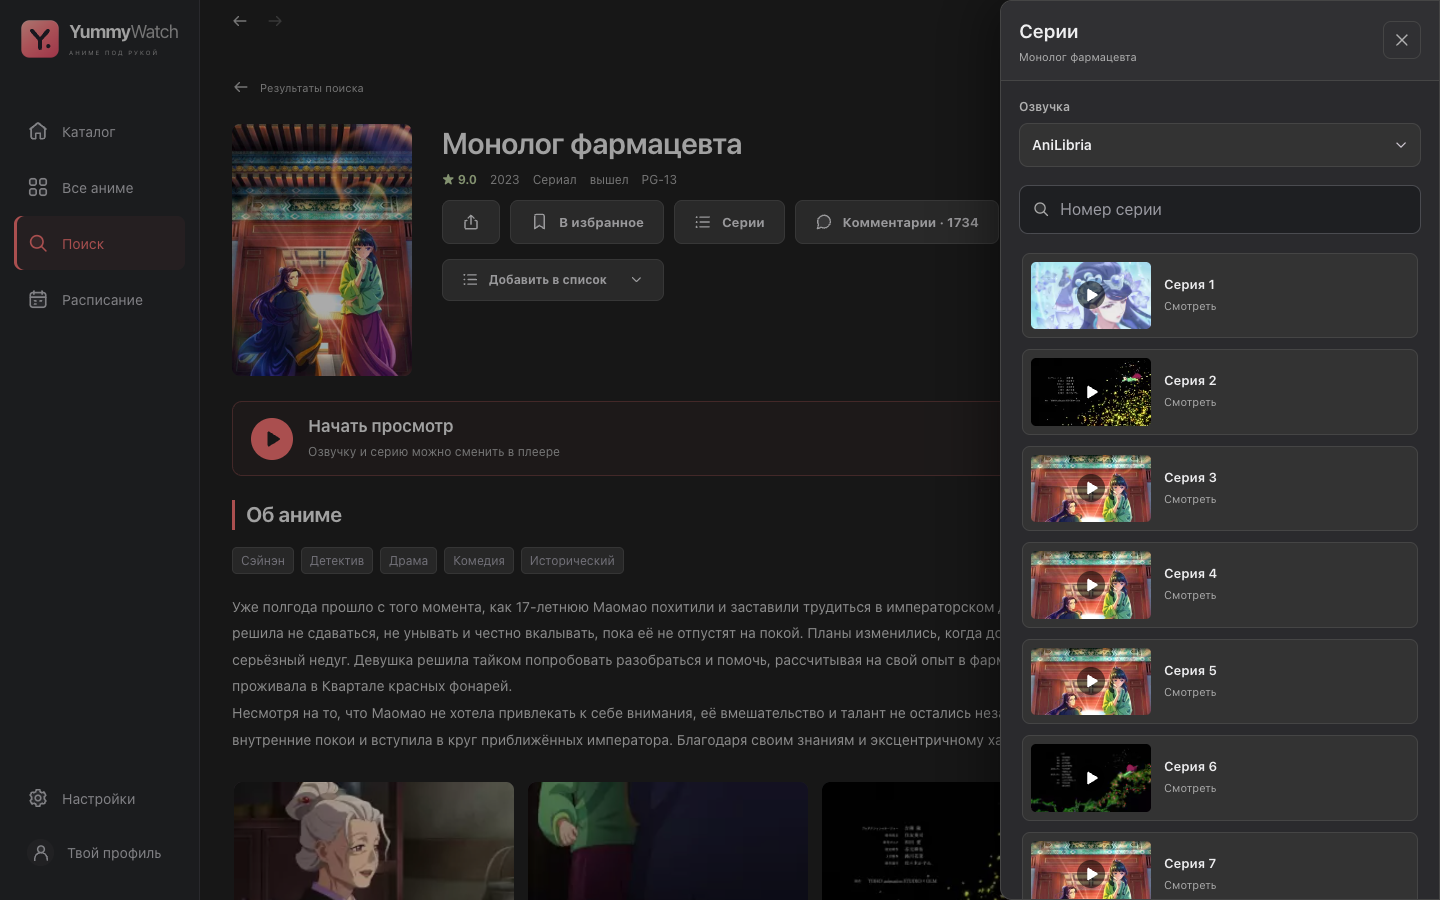 YummyWatch
АНИМЕ ПОД РУКОЙ
Каталог
Все аниме
Поиск
Расписание
Настройки
Твой профиль
Результаты поиска
Монолог фармацевта
9.0 2023 Сериал вышел PG-13
В избранное
Серии
Комментарии · 1734
Добавить в список
Начать просмотр
Озвучку и серию можно сменить в плеере
Об аниме
Сэйнэн
Детектив
Драма
Комедия
Исторический
Уже полгода прошло с того момента, как 17-летнюю Маомао похитили и заставили трудиться в императорском
решила не сдаваться, не унывать и честно вкалывать, пока её не отпустят на покой. Планы изменились, когда
серьёзный недуг. Девушка решила тайком попробовать разобраться и помочь, рассчитывая на свой опыт в
проживала в Квартале красных фонарей.
Несмотря на то, что Маомао не хотела привлекать к себе внимания, её вмешательство и талант не остались
внутренние покои и вступила в круг приближённых императора. Благодаря своим знаниям и эксцентричному
Серии
Монолог фармацевта
Озвучка
AniLibria
Номер серии
Серия 1
Смотреть
Серия 2
Смотреть
Серия 3
Смотреть
Серия 4
Смотреть
Серия 5
Смотреть
Серия 6
Смотреть
Серия 7
Смотреть